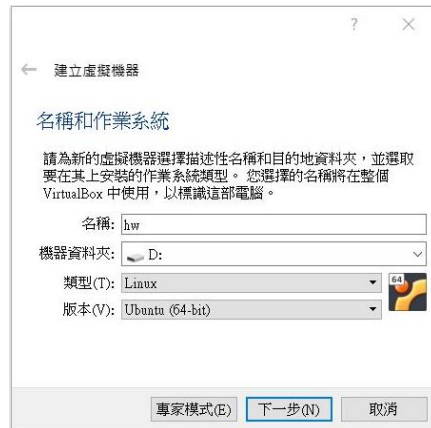 ?
建立虛擬機器
名稱和作業系統
請為新的虛擬機器選擇描述性名稱和目的地資料夾，並選取
要在其上安裝的作業系統類型。 您選擇的名稱將在整個
VirtualBox 中使用，以標識這部電腦。
名稱: hw
機器資料夾: D:
類型(T): Linux 64
版本(V): Ubuntu (64-bit)
專家模式(E) 下一步(N) 取消